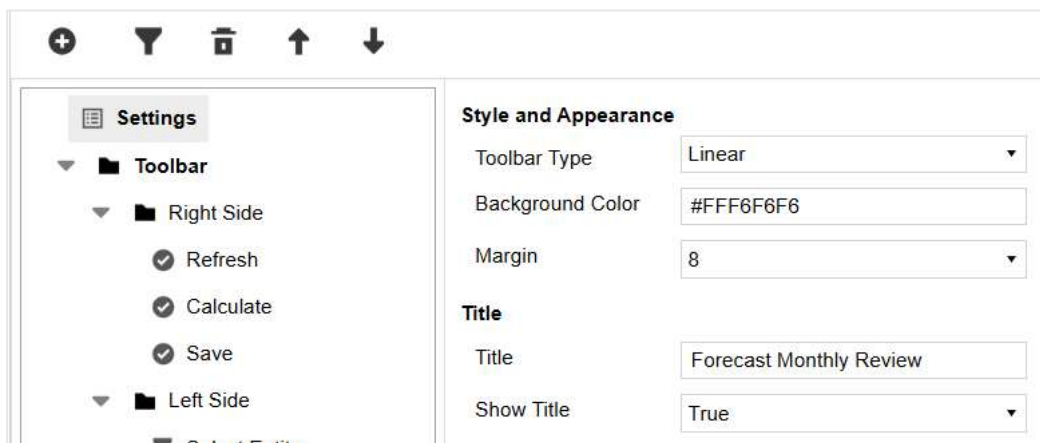 Settings
Toolbar
Right Side
Refresh
Calculate
Save
Left Side
Style and Appearance
Toolbar Type Linear
Background Color #FFF6F6F6
Margin 8
Title
Title Forecast Monthly Review
Show Title True